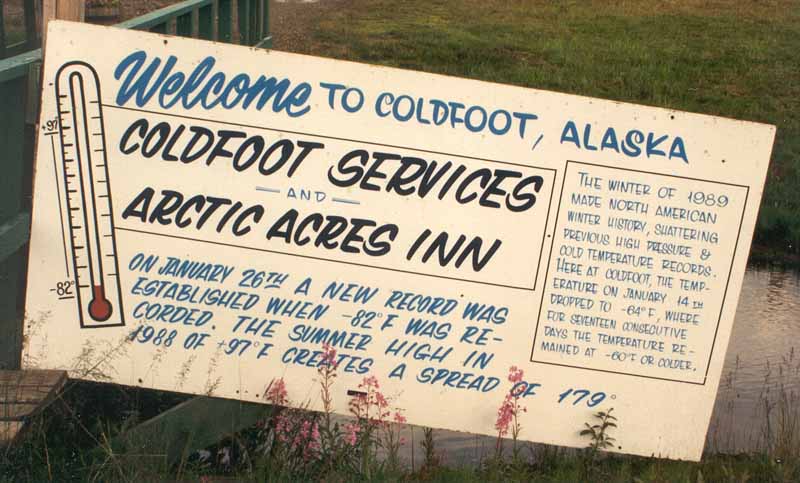 Welcome TO COLDFOOT, ALASKA
+97°
-82°
COLDFOOT SERVICES
— AND —
ARCTIC ACRES INN
ON JANUARY 26TH A NEW RECORD WAS
ESTABLISHED WHEN -82°F WAS RE-
CORDED. THE SUMMER HIGH IN
1988 OF +97°F CREATES A SPREAD OF 179°
THE WINTER OF 1989
MADE NORTH AMERICAN
WINTER HISTORY, SHATTERING
PREVIOUS HIGH PRESSURE &
COLD TEMPERATURE RECORDS.
HERE AT COLDFOOT, THE TEMP-
ERATURE ON JANUARY 14TH
DROPPED TO -64°F, WHERE
FOR SEVENTEEN CONSECUTIVE
DAYS THE TEMPERATURE RE-
MAINED AT -60°F OR COLDER.